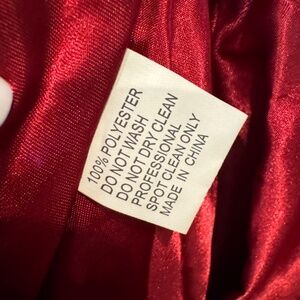 100% POLYESTER
DO NOT WASH
DO NOT DRY CLEAN
PROFESSIONAL
SPOT CLEAN ONLY
MADE IN CHINA